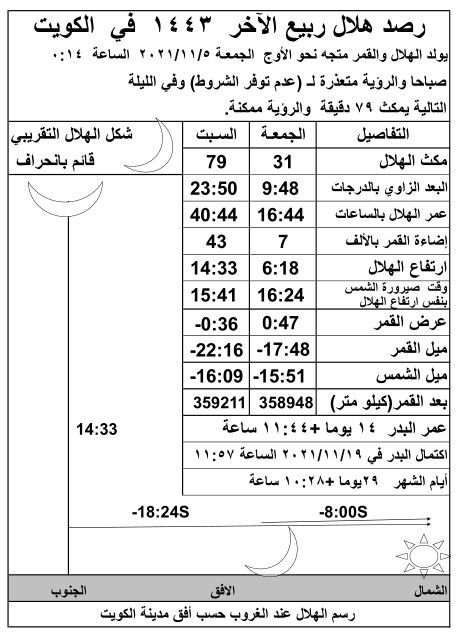 رصد هلال ربيع الآخر ١٤٤٣ في الكويت
يولد الهلال والقمر متجه نحو الأوج الجمعة ٢٠٢١/١١/٥ الساعة ٠:١٤
صباحا والرؤية متعذرة لـ (عدم توفر الشروط) وفي الليلة
التالية يمكث ٧٩ دقيقة والرؤية ممكنة.
التفاصيل الجمعة السبت
شكل الهلال التقريبي
قائم بانحراف
مكث الهلال 31 79
البعد الزاوي بالدرجات 9:48 23:50
عمر الهلال بالساعات 16:44 40:44
إضاءة القمر بالألف 7 43
ارتفاع الهلال 6:18 14:33
وقت صيرورة الشمس
بنفس ارتفاع الهلال 16:24 15:41
عرض القمر 0:47 -0:36
ميل القمر -17:48 -22:16
ميل الشمس -15:51 -16:09
بعد القمر(كيلو متر) 358948 359211
عمر البدر ١٤ يوما +١١:٤٤ ساعة
اكتمال البدر في ٢٠٢١/١١/١٩ الساعة ١١:٥٧
أيام الشهر ٢٩يوما +١٠:٢٨ ساعة
14:33
-18:24S -8:00S
الشمال الافق الجنوب
رسم الهلال عند الغروب حسب أفق مدينة الكويت